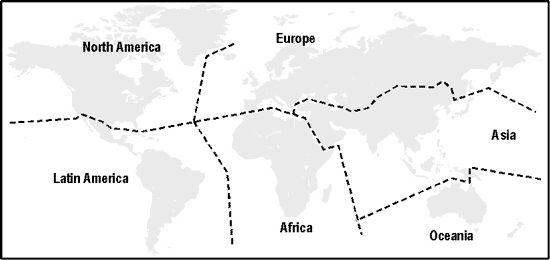 North America
Europe
Asia
Latin America
Africa
Oceania